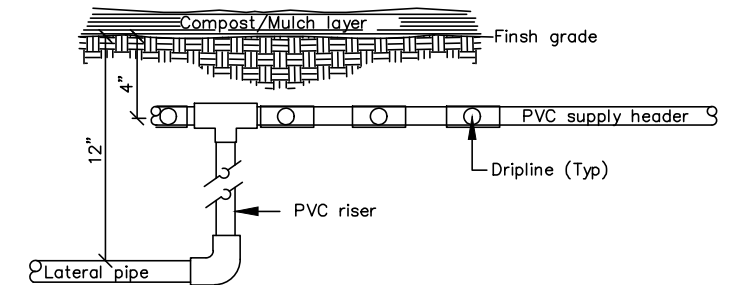 Compost/Mulch layer
Finsh grade
4"
PVC supply header
12"
Dripline (Typ)
PVC riser
Lateral pipe